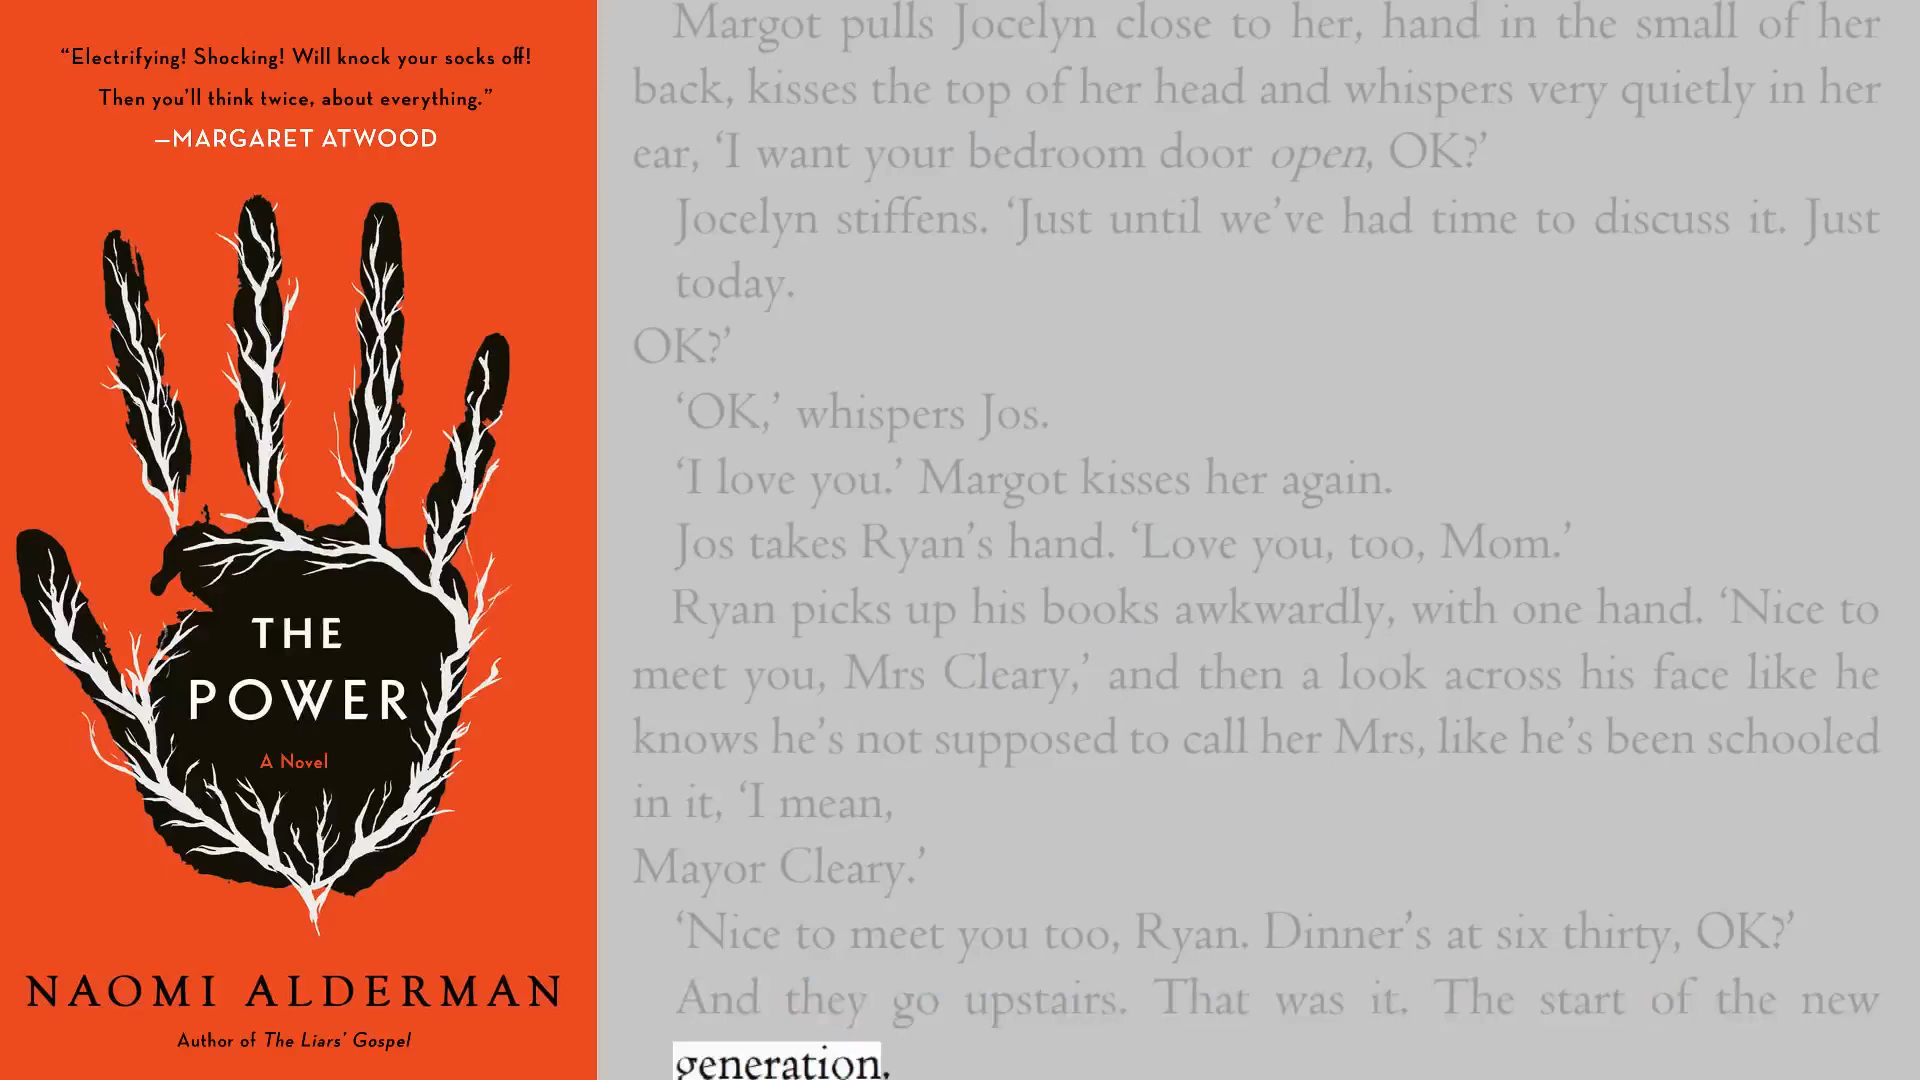 “Electrifying! Shocking! Will knock your socks off!
Then you’ll think twice, about everything.”
—MARGARET ATWOOD
THE
POWER
A Novel
NAOMI ALDERMAN
Author of The Liars’ Gospel
Margot pulls Jocelyn close to her, hand in the small of her
back, kisses the top of her head and whispers very quietly in her
ear, ‘I want your bedroom door open, OK?’
Jocelyn stiffens. ‘Just until we’ve had time to discuss it. Just
today.
OK?’
‘OK,’ whispers Jos.
‘I love you.’ Margot kisses her again.
Jos takes Ryan’s hand. ‘Love you, too, Mom.’
Ryan picks up his books awkwardly, with one hand. ‘Nice to
meet you, Mrs Cleary,’ and then a look across his face like he
knows he’s not supposed to call her Mrs, like he’s been schooled
in it, ‘I mean,
Mayor Cleary.’
‘Nice to meet you too, Ryan. Dinner’s at six thirty, OK?’
And they go upstairs. That was it. The start of the new
generation.